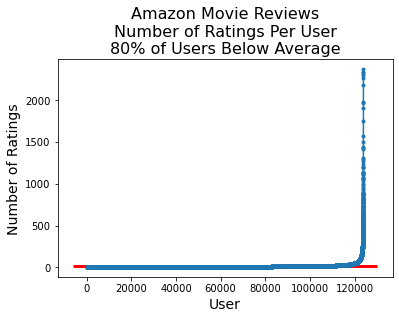 Amazon Movie Reviews
Number of Ratings Per User
80% of Users Below Average
Number of Ratings
2000
1500
1000
500
0
0 20000 40000 60000 80000 100000 120000
User